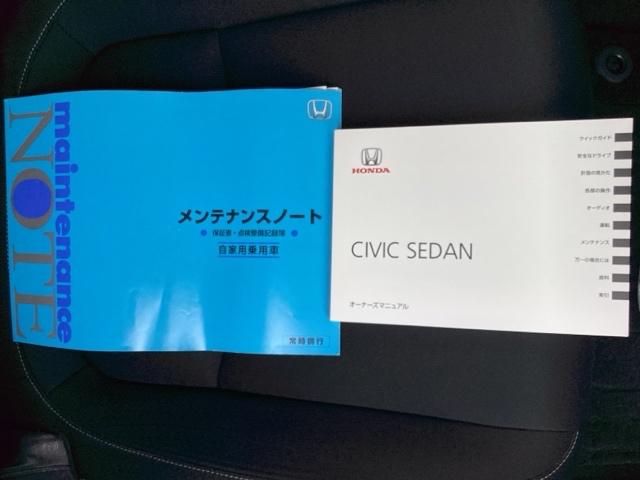 maintenance
NOTE
メンテナンスノート
保証書・点検整備記録簿
自家用乗用車
常時携行
HONDA
CIVIC SEDAN
オーナーズマニュアル
クイックガイド
安全なドライブ
計器の見かた
各部の操作
オーディオ
運転
メンテナンス
万一の場合には
資料
索引